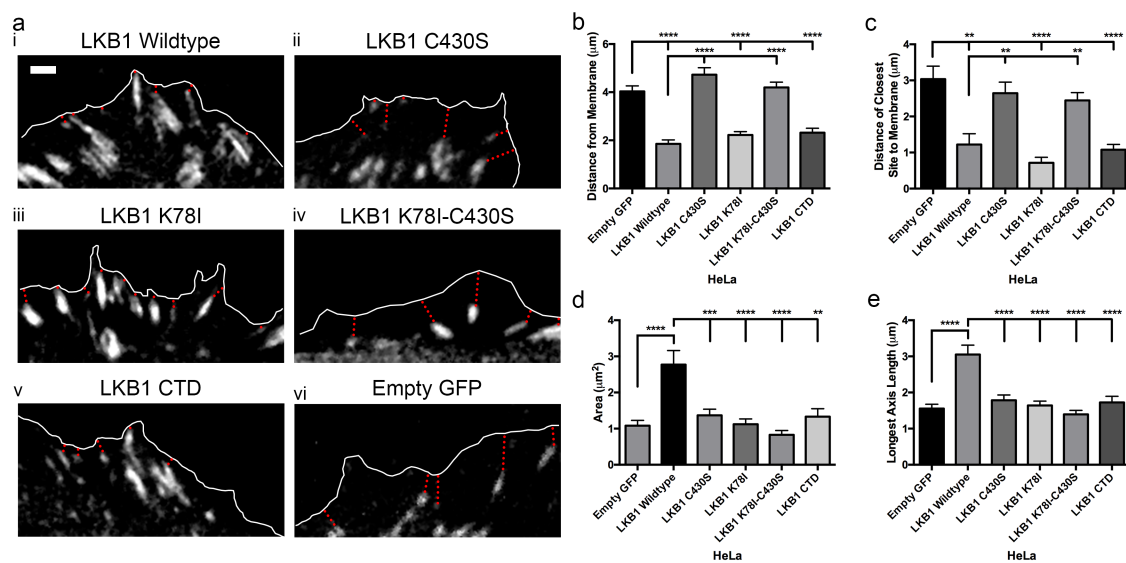 a
i
LKB1 Wildtype
ii
LKB1 C430S
iii
LKB1 K78I
iv
LKB1 K78I-C430S
v
LKB1 CTD
vi
Empty GFP
b
Distance from Membrane (μm)
6
4
2
0
****
****
****
****
****
Empty GFP
LKB1 Wildtype
LKB1 C430S
LKB1 K78I
LKB1 K78I-C430S
LKB1 CTD
HeLa
c
Distance of Closest
Site to Membrane (μm)
4
3
2
1
0
**
****
****
**
**
Empty GFP
LKB1 Wildtype
LKB1 C430S
LKB1 K78I
LKB1 K78I-C430S
LKB1 CTD
HeLa
d
Area (μm²)
4
3
2
1
0
****
***
****
****
**
Empty GFP
LKB1 Wildtype
LKB1 C430S
LKB1 K78I
LKB1 K78I-C430S
LKB1 CTD
HeLa
e
Longest Axis Length (μm)
4
3
2
1
0
****
****
****
****
****
Empty GFP
LKB1 Wildtype
LKB1 C430S
LKB1 K78I
LKB1 K78I-C430S
LKB1 CTD
HeLa